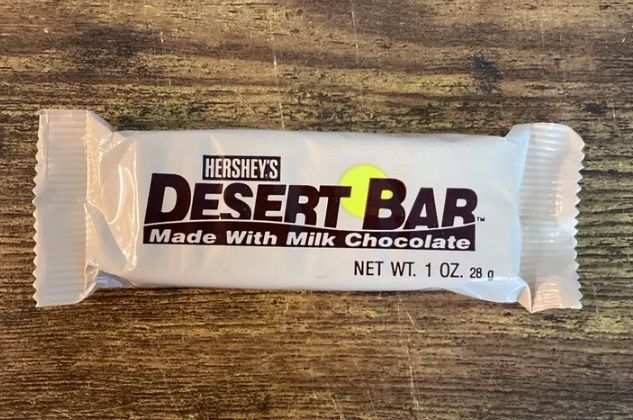 HERSHEY'S
DESERT BAR™
Made With Milk Chocolate
NET WT. 1 OZ. 28 g